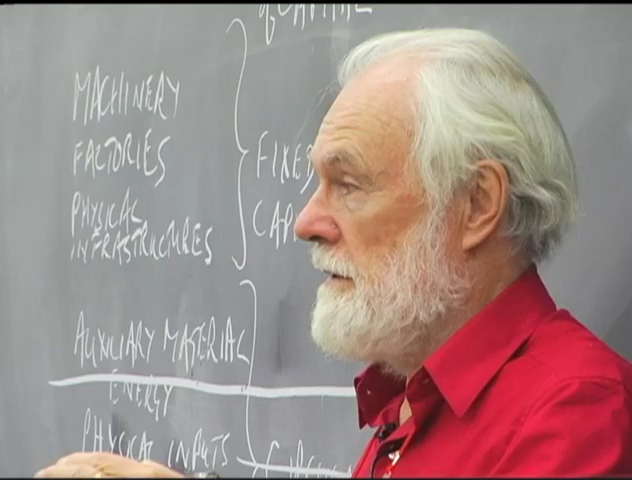 MACHINERY
FACTORIES
PHYSICAL
INFRASTRUCTURES
FIXED
CAP
AUXILIARY MATERIAL
ENERGY
PHYSICAL INPUTS